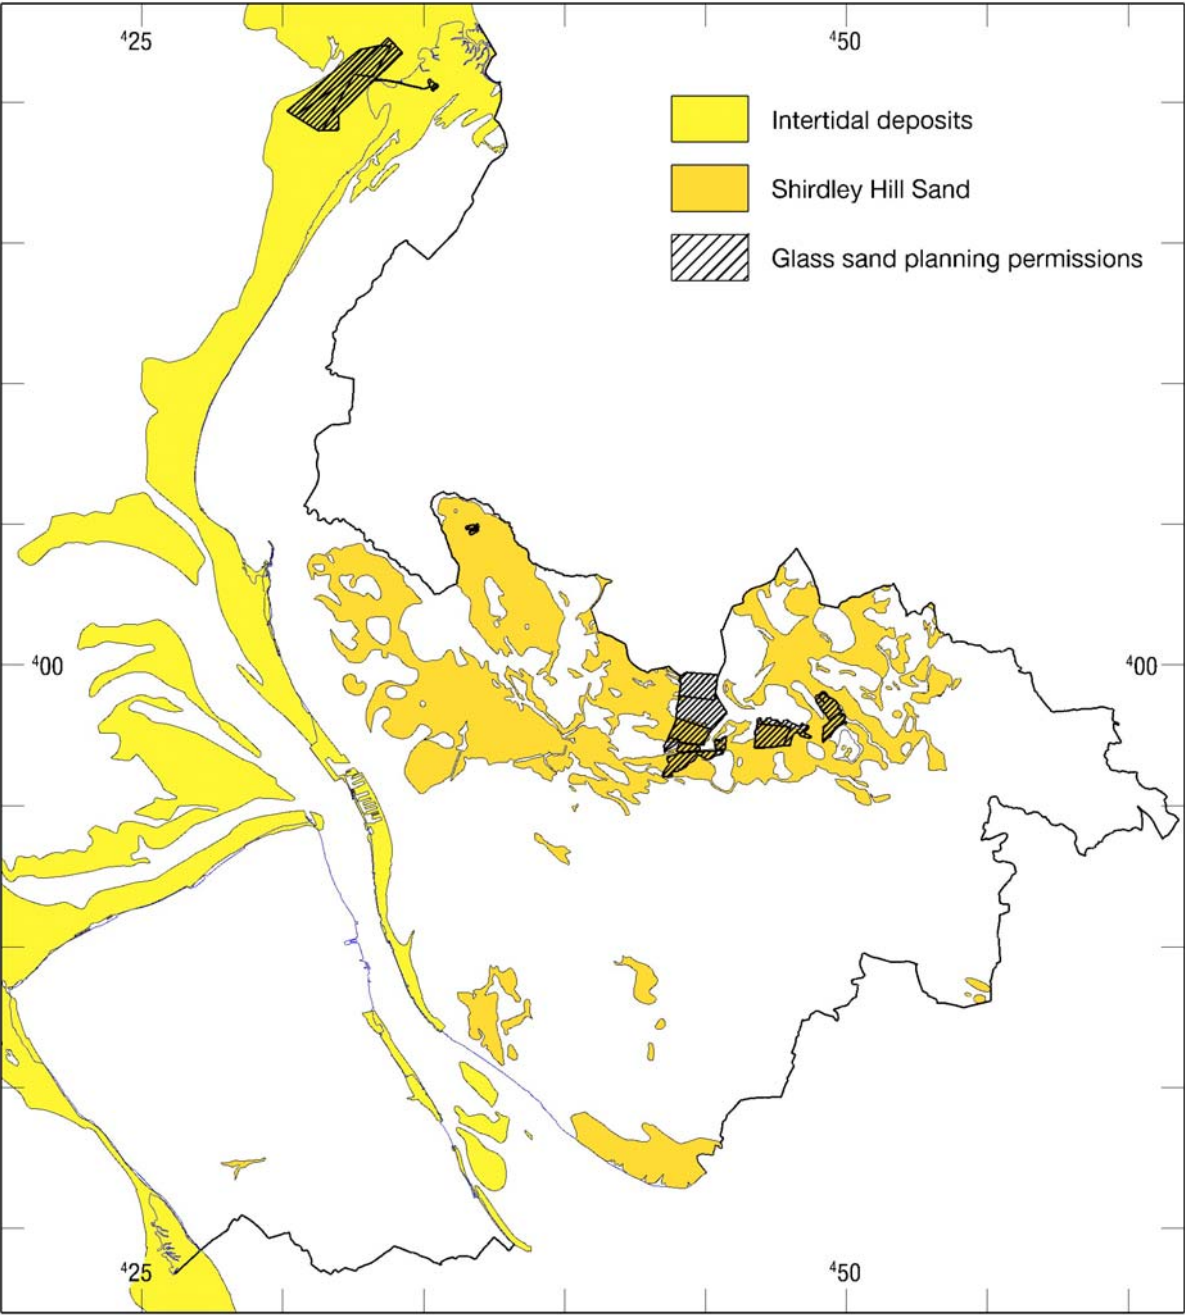 ⁴25
⁴50
Intertidal deposits
Shirdley Hill Sand
Glass sand planning permissions
⁴00
⁴00
⁴25
⁴50